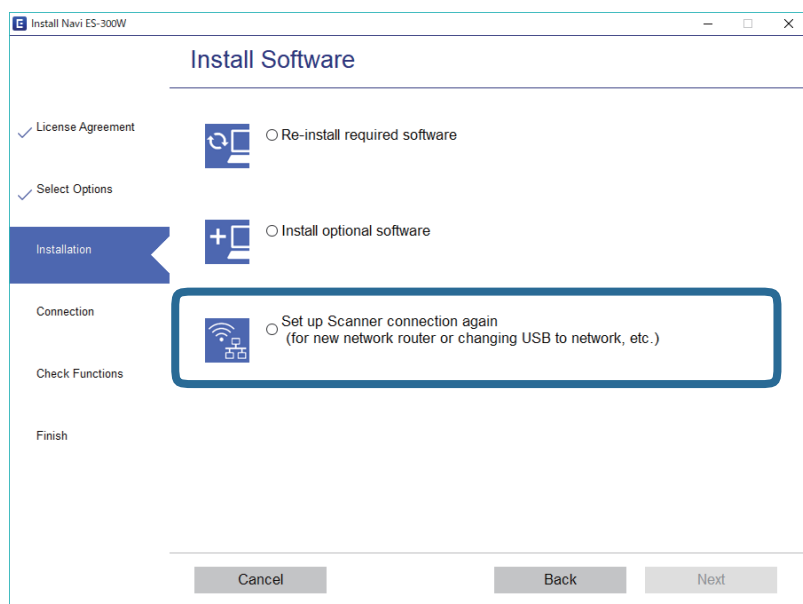 E Install Navi ES-300W
Install Software
License Agreement
Select Options
Installation
Connection
Check Functions
Finish
Re-install required software
Install optional software
Set up Scanner connection again
(for new network router or changing USB to network, etc.)
Cancel
Back
Next